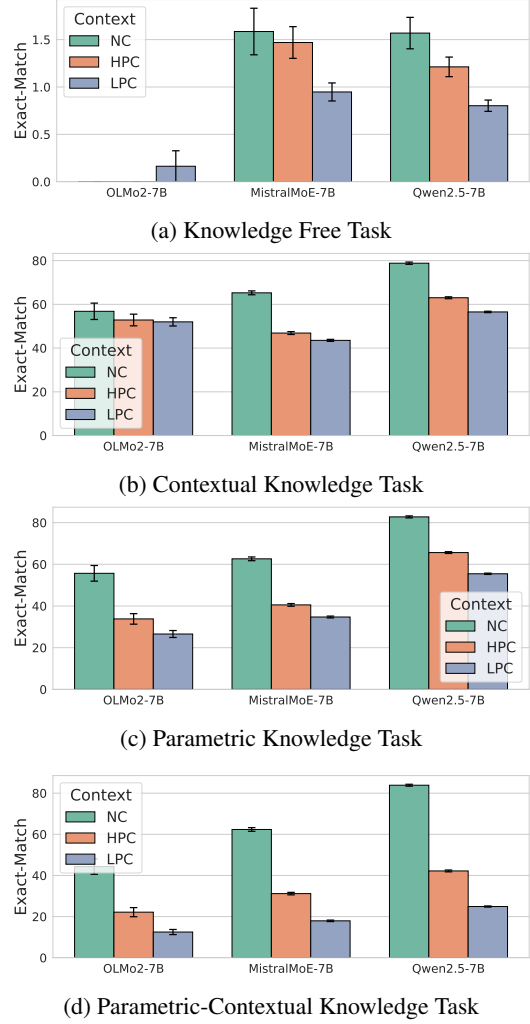 Context
NC
HPC
LPC
Exact-Match
1.5
1.0
0.5
0.0
OLMo2-7B MistralMoE-7B Qwen2.5-7B
(a) Knowledge Free Task
80
60
40
20
0
Exact-Match
Context
NC
HPC
LPC
OLMo2-7B MistralMoE-7B Qwen2.5-7B
(b) Contextual Knowledge Task
80
60
40
20
0
Exact-Match
Context
NC
HPC
LPC
OLMo2-7B MistralMoE-7B Qwen2.5-7B
(c) Parametric Knowledge Task
80
60
40
20
0
Exact-Match
Context
NC
HPC
LPC
OLMo2-7B MistralMoE-7B Qwen2.5-7B
(d) Parametric-Contextual Knowledge Task